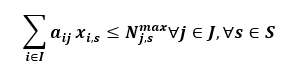 ∑_{i∈I} a_{ij} x_{i,s} ≤ N_{j,s}^{max} ∀j ∈ J, ∀s ∈ S